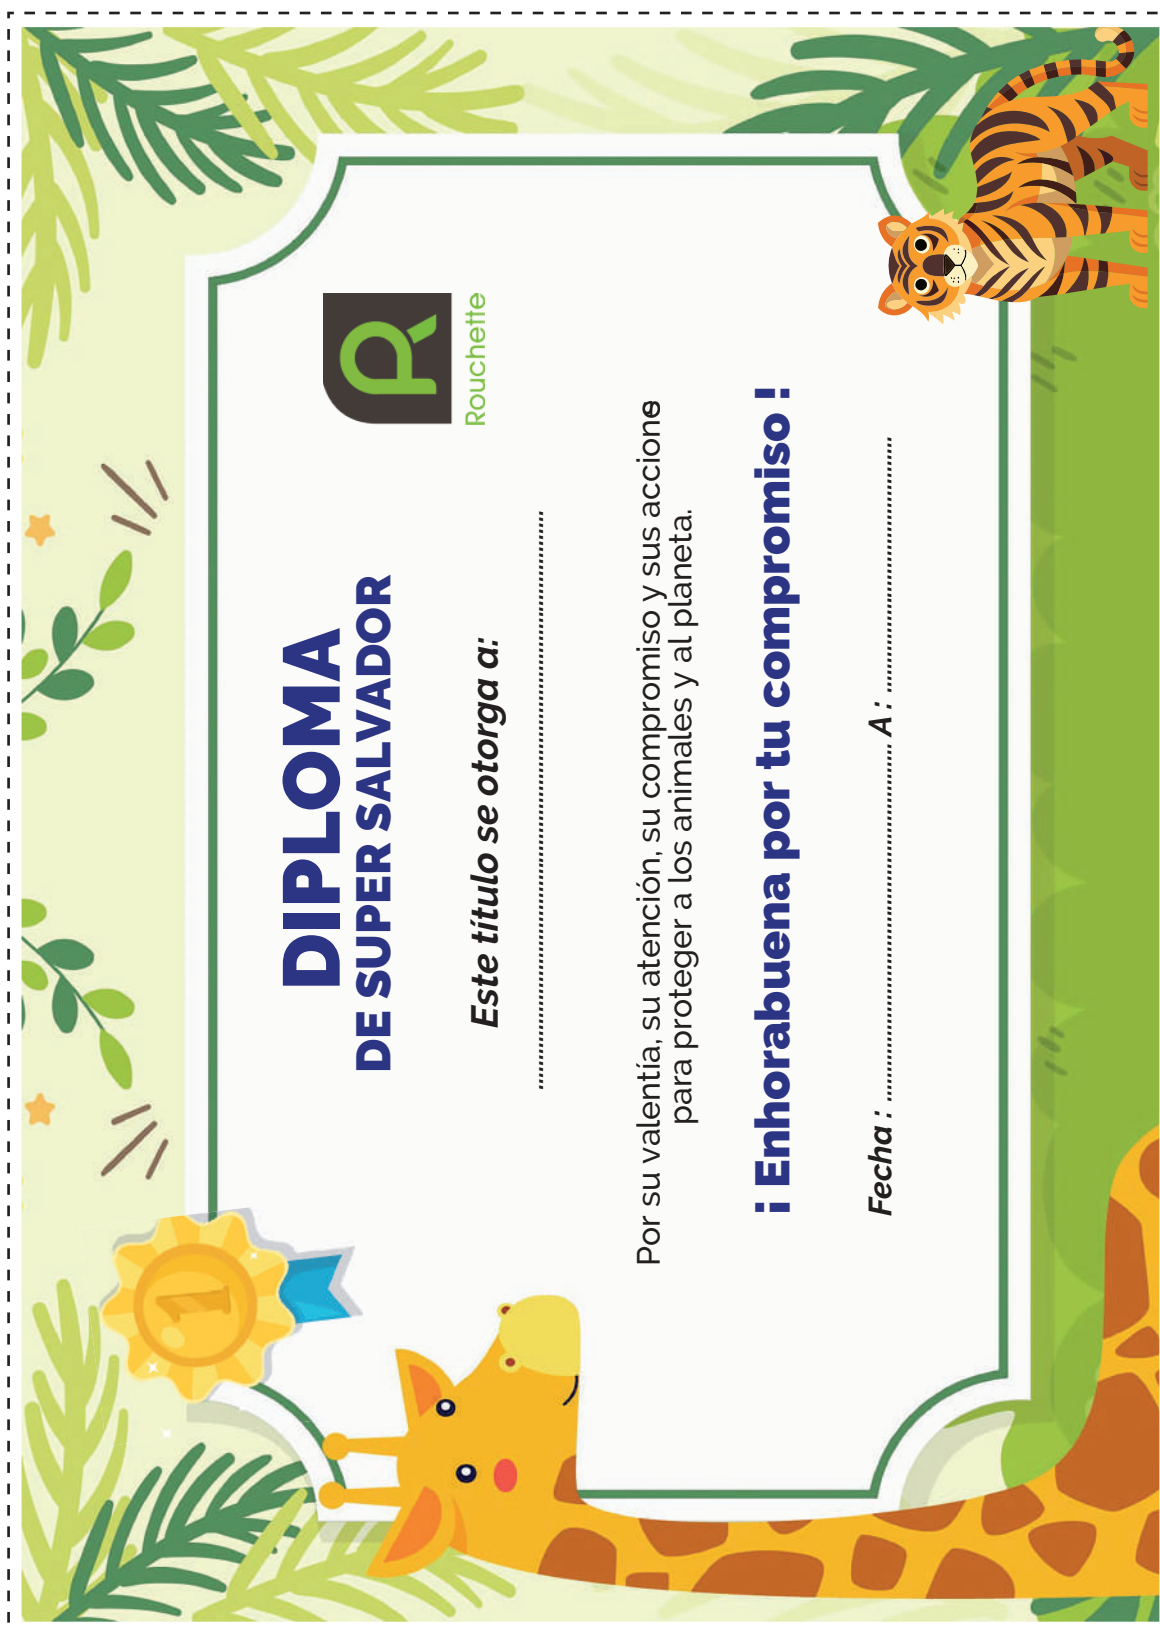 DIPLOMA
DE SUPER SALVADOR
Rouchette
Este título se otorga a:
Por su valentía, su atención, su compromiso y sus acciones
para proteger a los animales y al planeta.
¡ Enhorabuena por tu compromiso !
Fecha : ........................ A : ........................
1